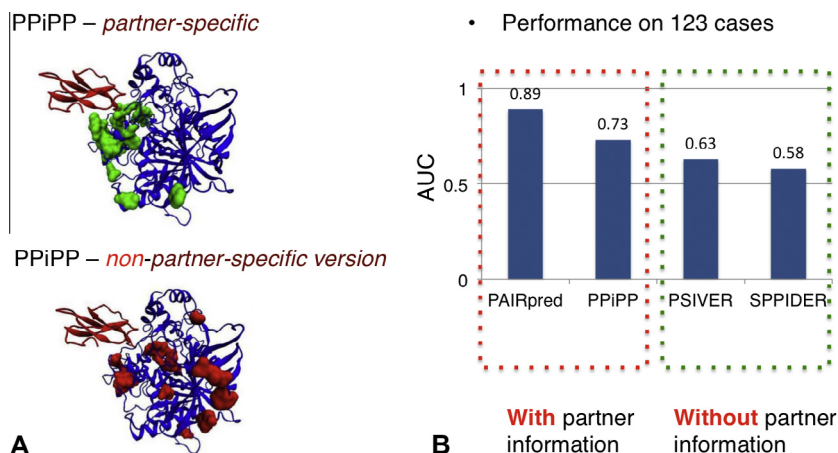 PPiPP – partner-specific
PPiPP – non-partner-specific version
A
• Performance on 123 cases
AUC
1
0.5
0
0.89
0.73
0.63
0.58
PAIRpred PPiPP PSIVER SPPIDER
With partner
information
Without partner
information
B